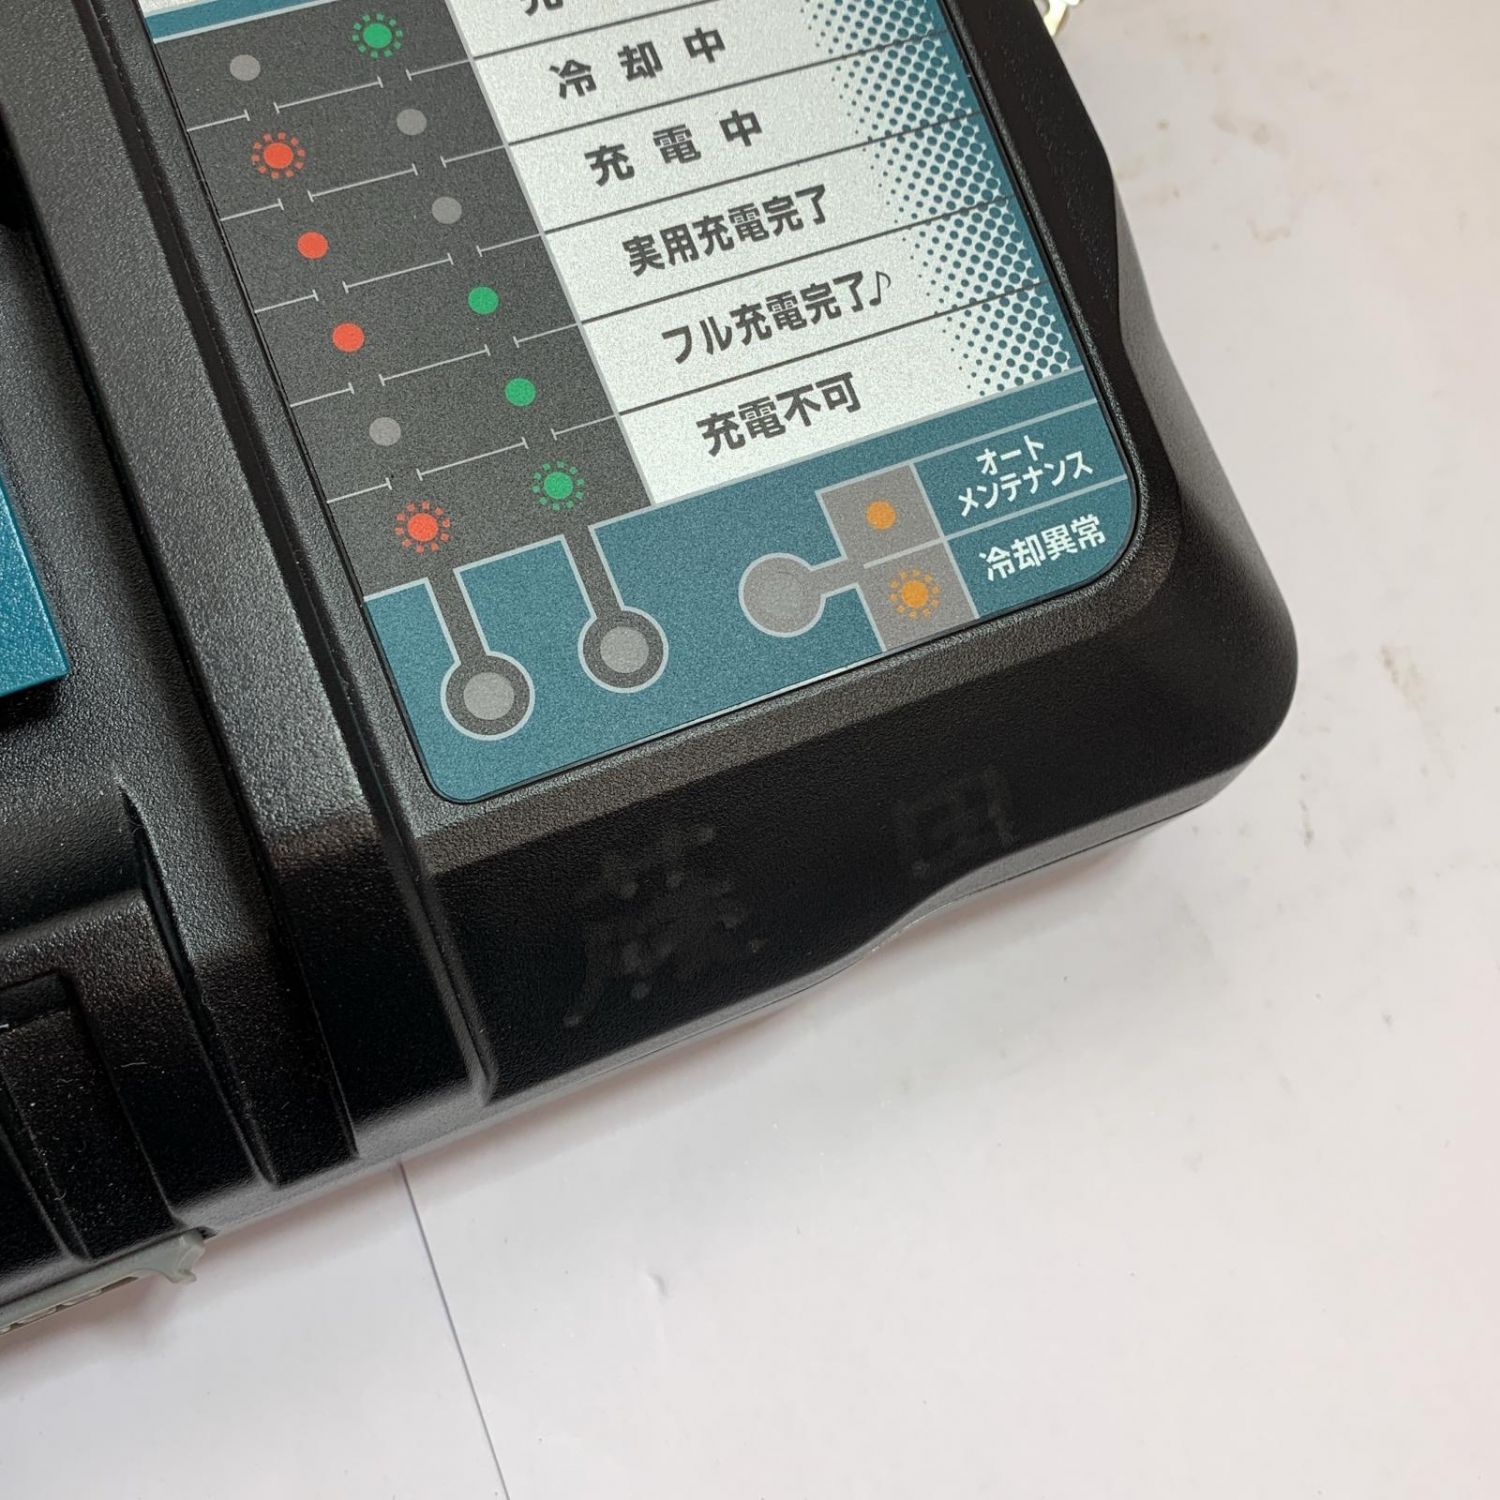 冷却中
充電中
実用充電完了
フル充電完了♪
充電不可
オート
メンテナンス
冷却異常